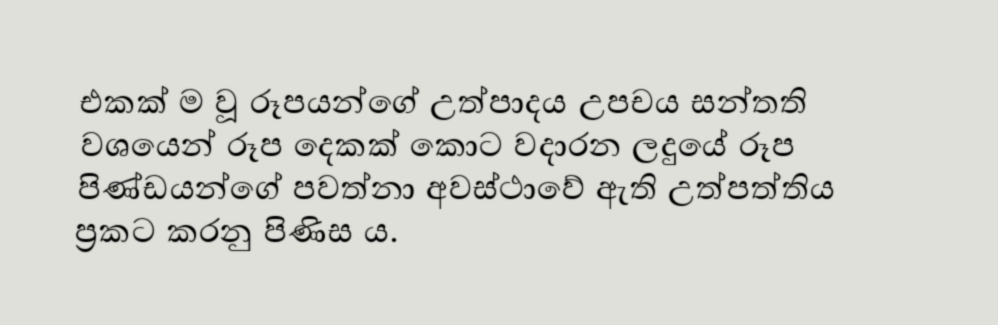 එකක් ම වූ රූපයන්ගේ උත්පාදය උපචය සන්තති
වශයෙන් රූප දෙකක් කොට වදාරන ලදුයේ රූප
පිණ්ඩයන්ගේ පවත්නා අවස්ථාවේ ඇති උත්පත්තිය
ප්‍රකට කරනු පිණිස ය.